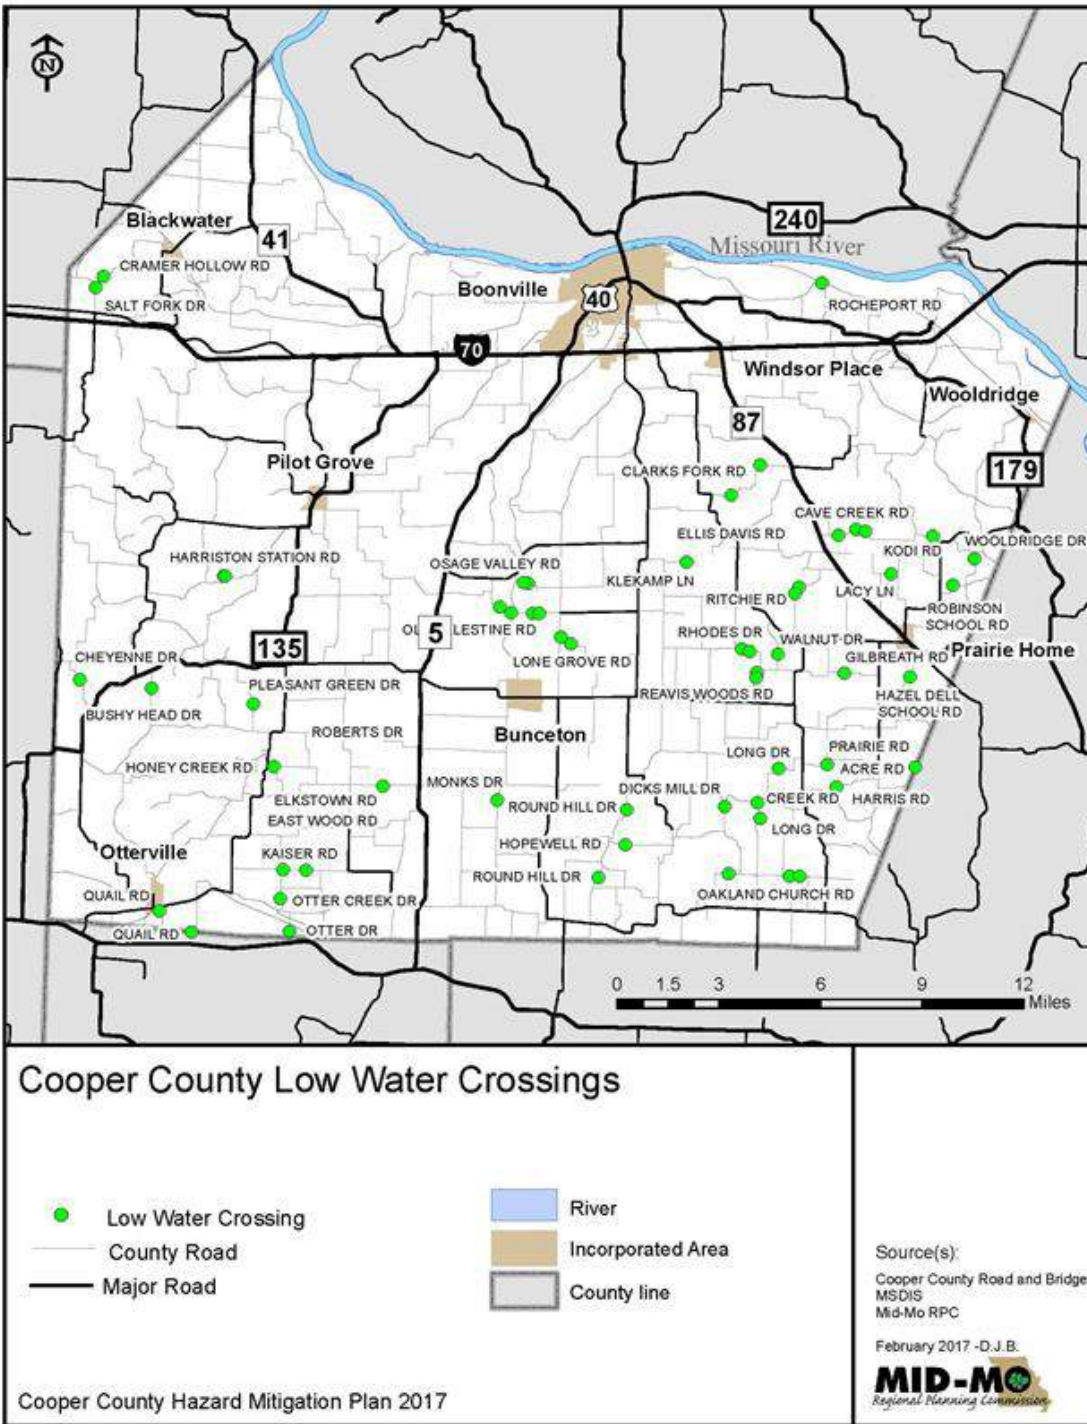 N
240
Missouri River
Blackwater
41
CRAMER HOLLOW RD
SALT FORK DR
Boonville
40
ROCHEPORT RD
70
Windsor Place
Wooldridge
87
Pilot Grove
CLARKS FORK RD
179
CAVE CREEK RD
ELLIS DAVIS RD
WOOLDRIDGE DR
KODI RD
HARRISTON STATION RD
OSAGE VALLEY RD
KLEKAMP LN
RITCHIE RD
LACY LN
ROBINSON
SCHOOL RD
5
RHODES DR
WALNUT DR
135
LONE GROVE RD
GILBREATH RD
Prairie Home
CHEYENNE DR
PLEASANT GREEN DR
REAVIS WOODS RD
HAZEL DELL
SCHOOL RD
BUSHY HEAD DR
ROBERTS DR
Bunceton
LONG DR
PRAIRIE RD
HONEY CREEK RD
ACRE RD
MONKS DR
DICKS MILL DR
ELKSTOWN RD
ROUND HILL DR
CREEK RD
HARRIS RD
EAST WOOD RD
LONG DR
Otterville
KAISER RD
HOPEWELL RD
ROUND HILL DR
QUAIL RD
OTTER CREEK DR
OAKLAND CHURCH RD
QUAIL RD
OTTER DR
0 1.5 3 6 9 12
Miles
Cooper County Low Water Crossings
Low Water Crossing
County Road
Major Road
River
Incorporated Area
County line
Source(s):
Cooper County Road and Bridge
MSDIS
Mid-Mo RPC
February 2017 -D.J.B.
MID-MO
Regional Planning Commission
Cooper County Hazard Mitigation Plan 2017